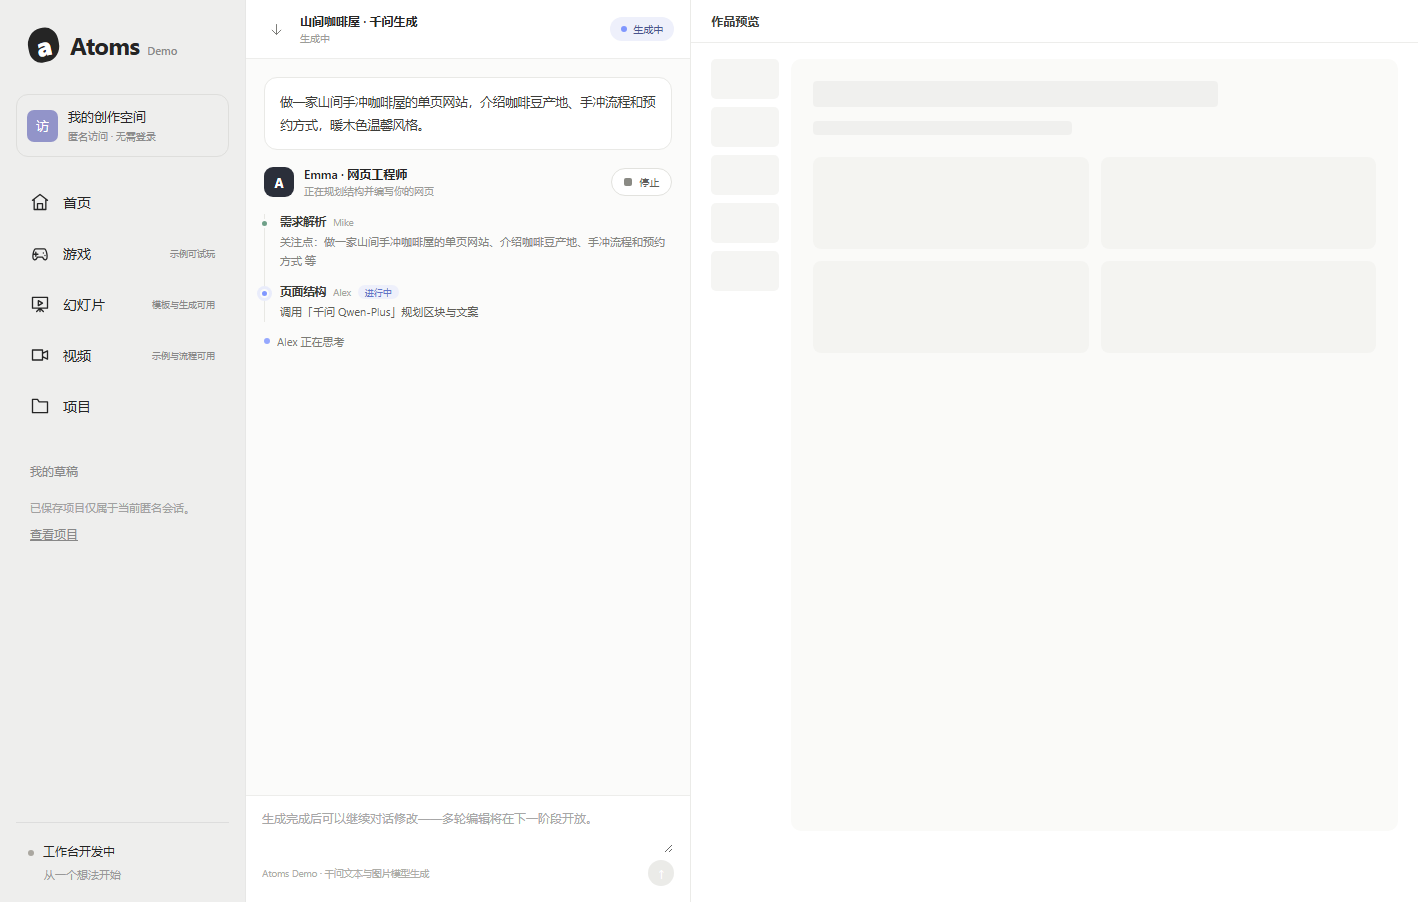 Atoms Demo
访
我的创作空间
匿名访问 · 无需登录
首页
游戏
示例可试玩
幻灯片
模板与生成可用
视频
示例与流程可用
项目
我的草稿
已保存项目仅属于当前匿名会话。
查看项目
工作台开发中
从一个想法开始
山间咖啡屋 · 千问生成
生成中
生成中
做一家山间手冲咖啡屋的单页网站，介绍咖啡豆产地、手冲流程和预
约方式，暖木色温馨风格。
A
Emma · 网页工程师
正在规划结构并编写你的网页
停止
需求解析 Mike
关注点：做一家山间手冲咖啡屋的单页网站、介绍咖啡豆产地、手冲流程和预约
方式 等
页面结构 Alex 进行中
调用「千问 Qwen-Plus」规划区块与文案
Alex 正在思考
生成完成后可以继续对话修改——多轮编辑将在下一阶段开放。
Atoms Demo · 千问文本与图片模型生成
↑
作品预览